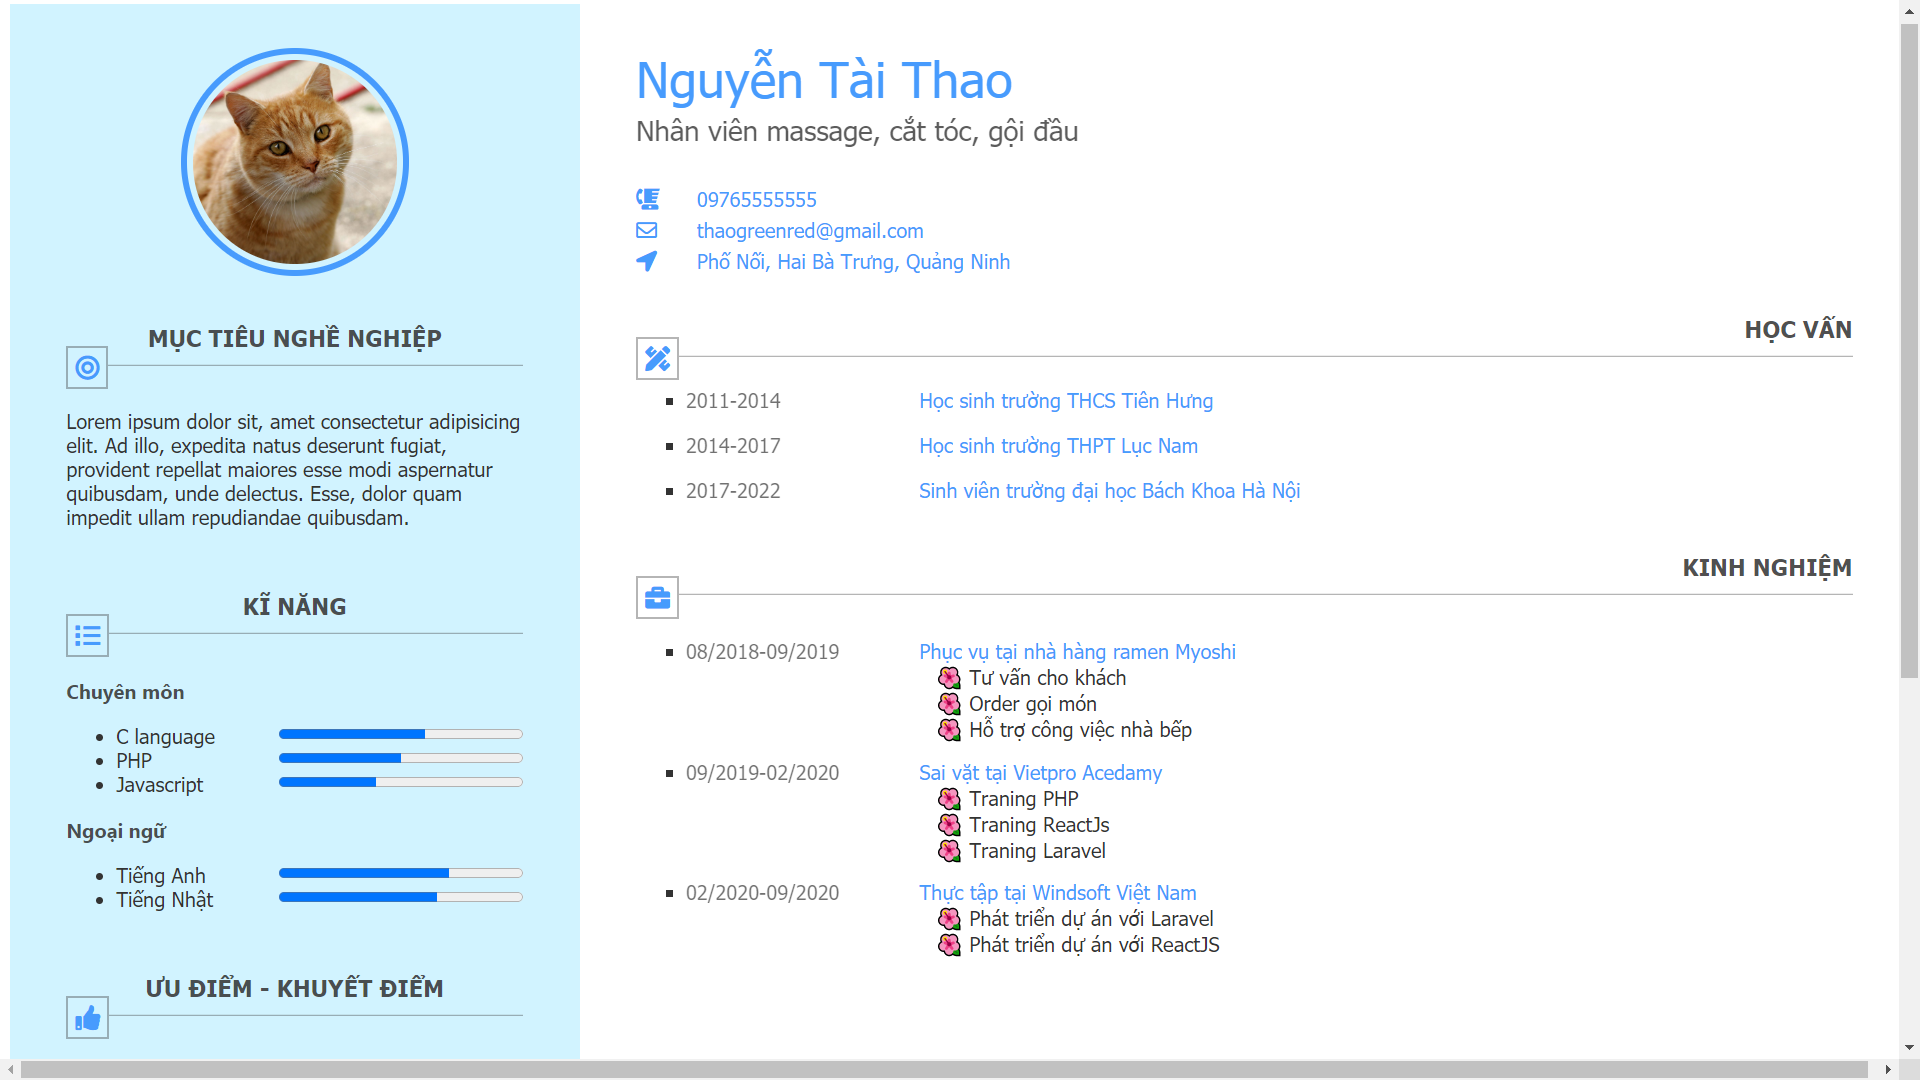 MỤC TIÊU NGHỀ NGHIỆP
Lorem ipsum dolor sit, amet consectetur adipisicing
elit. Ad illo, expedita natus deserunt fugiat,
provident repellat maiores esse modi aspernatur
quibusdam, unde delectus. Esse, dolor quam
impedit ullam repudiandae quibusdam.
KĨ NĂNG
Chuyên môn
C language
PHP
Javascript
Ngoại ngữ
Tiếng Anh
Tiếng Nhật
ƯU ĐIỂM - KHUYẾT ĐIỂM
Nguyễn Tài Thao
Nhân viên massage, cắt tóc, gội đầu
09765555555
thaogreenred@gmail.com
Phố Nối, Hai Bà Trưng, Quảng Ninh
HỌC VẤN
2011-2014 Học sinh trường THCS Tiên Hưng
2014-2017 Học sinh trường THPT Lục Nam
2017-2022 Sinh viên trường đại học Bách Khoa Hà Nội
KINH NGHIỆM
08/2018-09/2019 Phục vụ tại nhà hàng ramen Myoshi
Tư vấn cho khách
Order gọi món
Hỗ trợ công việc nhà bếp
09/2019-02/2020 Sai vặt tại Vietpro Acedamy
Traning PHP
Traning ReactJs
Traning Laravel
02/2020-09/2020 Thực tập tại Windsoft Việt Nam
Phát triển dự án với Laravel
Phát triển dự án với ReactJS